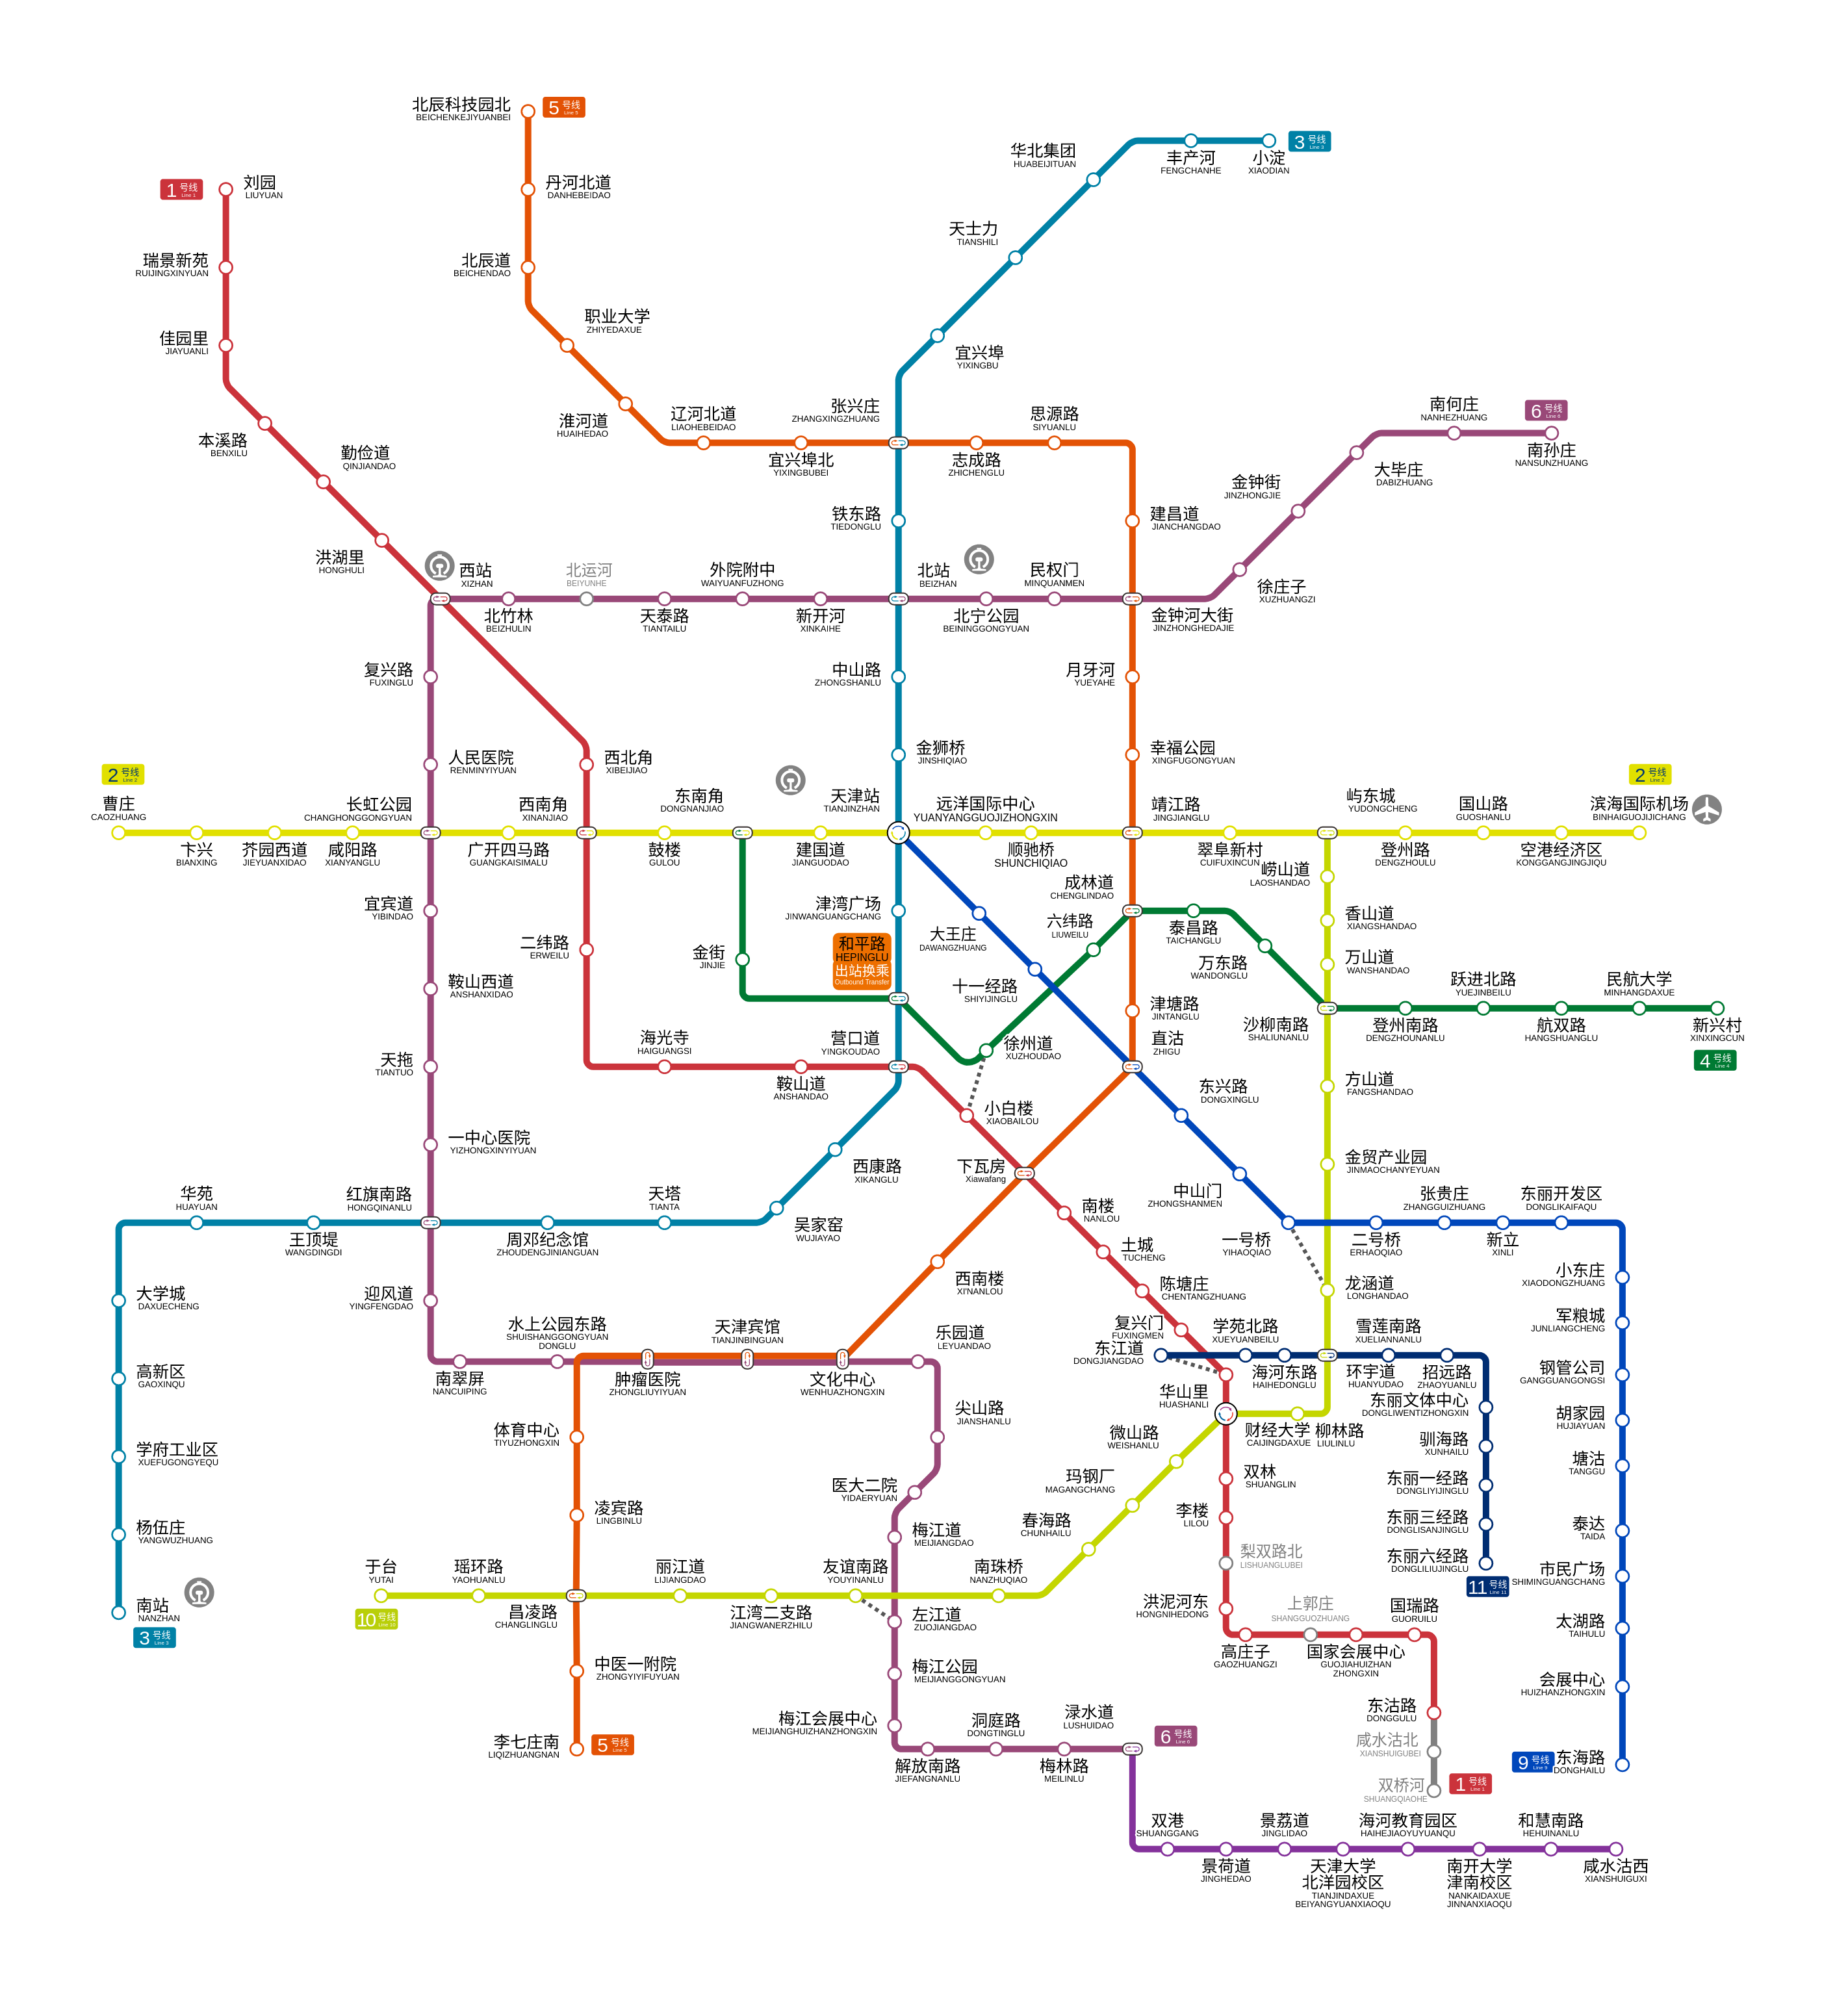 北辰科技园北
BEICHENKEJIYUANBEI
5 号线
Line 5
丹河北道
DANHEBEIDAO
北辰道
BEICHENDAO
职业大学
ZHIYEDAXUE
淮河道
HUAIHEDAO
辽河北道
LIAOHEBEIDAO
宜兴埠北
YIXINGBUBEI
张兴庄
ZHANGXINGZHUANG
志成路
ZHICHENGLU
思源路
SIYUANLU
建昌道
JIANCHANGDAO
1 号线
Line 1
刘园
LIUYUAN
瑞景新苑
RUIJINGXINYUAN
佳园里
JIAYUANLI
本溪路
BENXILU
勤俭道
QINJIANDAO
洪湖里
HONGHULI
华北集团
HUABEIJITUAN
丰产河
FENGCHANHE
小淀
XIAODIAN
3 号线
Line 3
天士力
TIANSHILI
宜兴埠
YIXINGBU
铁东路
TIEDONGLU
南何庄
NANHEZHUANG
6 号线
Line 6
南孙庄
NANSUNZHUANG
大毕庄
DABIZHUANG
金钟街
JINZHONGJIE
徐庄子
XUZHUANGZI
西站
XIZHAN
北竹林
BEIZHULIN
北运河
BEIYUNHE
天泰路
TIANTAILU
外院附中
WAIYUANFUZHONG
新开河
XINKAIHE
北站
BEIZHAN
北宁公园
BEININGGONGYUAN
民权门
MINQUANMEN
金钟河大街
JINZHONGHEDAJIE
复兴路
FUXINGLU
中山路
ZHONGSHANLU
月牙河
YUEYAHE
人民医院
RENMINYIYUAN
西北角
XIBEIJIAO
金狮桥
JINSHIQIAO
幸福公园
XINGFUGONGYUAN
2 号线
Line 2
曹庄
CAOZHUANG
卞兴
BIANXING
芥园西道
JIEYUANXIDAO
咸阳路
XIANYANGLU
长虹公园
CHANGHONGGONGYUAN
广开四马路
GUANGKAISIMALU
西南角
XINANJIAO
鼓楼
GULOU
东南角
DONGNANJIAO
建国道
JIANGUODAO
天津站
TIANJINZHAN
远洋国际中心
YUANYANGGUOJIZHONGXIN
顺驰桥
SHUNCHIQIAO
靖江路
JINGJIANGLU
翠阜新村
CUIFUXINCUN
屿东城
YUDONGCHENG
登州路
DENGZHOULU
国山路
GUOSHANLU
空港经济区
KONGGANGJINGJIQU
滨海国际机场
BINHAIGUOJICHANG
2 号线
Line 2
宜宾道
YIBINDAO
二纬路
ERWEILU
金街
JINJIE
津湾广场
JINWANGUANGCHANG
和平路
HEPINGLU
出站换乘
Outbound Transfer
大王庄
DAWANGZHUANG
十一经路
SHIYIJINGLU
六纬路
LIUWEILU
成林道
CHENGLINDAO
泰昌路
TAICHANGLU
万东路
WANDONGLU
崂山道
LAOSHANDAO
香山道
XIANGSHANDAO
万山道
WANSHANDAO
沙柳南路
SHALIUNANLU
登州南路
DENGZHOUNANLU
跃进北路
YUEJINBEILU
航双路
HANGSHUANGLU
民航大学
MINHANGDAXUE
新兴村
XINXINGCUN
4 号线
Line 4
鞍山西道
ANSHANXIDAO
天拖
TIANTUO
海光寺
HAIGUANGSI
鞍山道
ANSHANDAO
营口道
YINGKOUDAO
徐州道
XUZHOUDAO
津塘路
JINTANGLU
直沽
ZHIGU
小白楼
XIAOBAILOU
下瓦房
Xiawafang
东兴路
DONGXINGLU
中山门
ZHONGSHANMEN
一号桥
YIHAOQIAO
方山道
FANGSHANDAO
金贸产业园
JINMAOCHANYEYUAN
龙涵道
LONGHANDAO
张贵庄
ZHANGGUIZHUANG
二号桥
ERHAOQIAO
新立
XINLI
东丽开发区
DONGLIKAIFAQU
一中心医院
YIZHONGXINYIYUAN
红旗南路
HONGQINANLU
华苑
HUAYUAN
王顶堤
WANGDINGDI
周邓纪念馆
ZHOUDENGJINIANGUAN
天塔
TIANTA
吴家窑
WUJIAYAO
西康路
XIKANGLU
大学城
DAXUECHENG
高新区
GAOXINQU
学府工业区
XUEFUGONGYEQU
杨伍庄
YANGWUZHUANG
南站
NANZHAN
3 号线
Line 3
迎风道
YINGFENGDAO
南翠屏
NANCUIPING
水上公园东路
SHUISHANGGONGYUAN
DONGLU
肿瘤医院
ZHONGLIUYIYUAN
天津宾馆
TIANJINBINGUAN
文化中心
WENHUAZHONGXIN
西南楼
XI'NANLOU
乐园道
LEYUANDAO
尖山路
JIANSHANLU
医大二院
YIDAERYUAN
梅江道
MEIJIANGDAO
左江道
ZUOJIANGDAO
梅江公园
MEIJIANGGONGYUAN
梅江会展中心
MEIJIANGHUIZHANZHONGXIN
解放南路
JIEFANGNANLU
洞庭路
DONGTINGLU
梅林路
MEILINLU
渌水道
LUSHUIDAO
6 号线
Line 6
体育中心
TIYUZHONGXIN
凌宾路
LINGBINLU
昌凌路
CHANGLINGLU
中医一附院
ZHONGYIYIFUYUAN
李七庄南
LIQIZHUANGNAN
5 号线
Line 5
于台
YUTAI
10 号线
Line 10
瑶环路
YAOHUANLU
丽江道
LIJIANGDAO
江湾二支路
JIANGWANERZHILU
友谊南路
YOUYINANLU
南珠桥
NANZHUQIAO
春海路
CHUNHAILU
玛钢厂
MAGANGCHANG
微山路
WEISHANLU
南楼
NANLOU
土城
TUCHENG
陈塘庄
CHENTANGZHUANG
复兴门
FUXINGMEN
东江道
DONGJIANGDAO
华山里
HUASHANLI
财经大学
CAIJINGDAXUE
柳林路
LIULINLU
双林
SHUANGLIN
李楼
LILOU
梨双路北
LISHUANGLUBEI
洪泥河东
HONGNIHEDONG
高庄子
GAOZHUANGZI
上郭庄
SHANGGUOZHUANG
国家会展中心
GUOJIAHUIZHAN
ZHONGXIN
国瑞路
GUORUILU
东沽路
DONGGULU
咸水沽北
XIANSHUIGUBEI
双桥河
SHUANGQIAOHE
1 号线
Line 1
学苑北路
XUEYUANBEILU
海河东路
HAIHEDONGLU
雪莲南路
XUELIANNANLU
环宇道
HUANYUDAO
招远路
ZHAOYUANLU
东丽文体中心
DONGLIWENTIZHONGXIN
驯海路
XUNHAILU
东丽一经路
DONGLIYIJINGLU
东丽三经路
DONGLISANJINGLU
东丽六经路
DONGLILIUJINGLU
11 号线
Line 11
小东庄
XIAODONGZHUANG
军粮城
JUNLIANGCHENG
钢管公司
GANGGUANGONGSI
胡家园
HUJIAYUAN
塘沽
TANGGU
泰达
TAIDA
市民广场
SHIMINGUANGCHANG
太湖路
TAIHULU
会展中心
HUIZHANZHONGXIN
9 号线
Line 9
东海路
DONGHAILU
双港
SHUANGGANG
景荷道
JINGHEDAO
景荔道
JINGLIDAO
天津大学
北洋园校区
TIANJINDAXUE
BEIYANGYUANXIAOQU
海河教育园区
HAIHEJIAOYUYUANQU
南开大学
津南校区
NANKAIDAXUE
JINNANXIAOQU
和慧南路
HEHUINANLU
咸水沽西
XIANSHUIGUXI